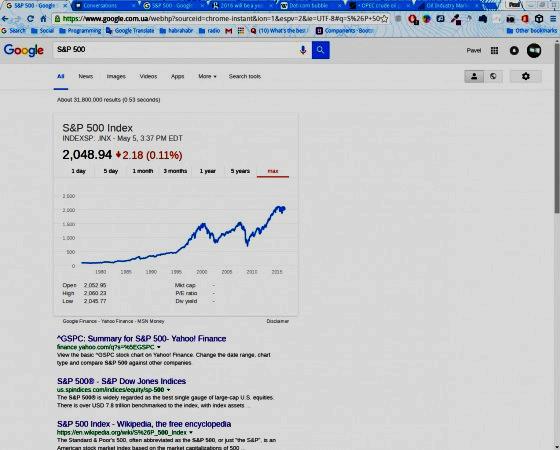 S&P 500 - Goog
Conversations
2016 will be a ye
Dot-com bubble
OPEC crude oil
Oil Industry Mark
Pavel
https://www.google.com.ua/webhp?sourceid=chrome-instant&ion=1&espv=2&ie=UTF-8#q=S%26P+500
Search
Social
Programming
Google Translate
habrahabr
import to Mendeley
(10) What's the best
Components · Bootst
Other bookmarks
Google
S&P 500
Pavel
All
News
Images
Videos
Apps
More
Search tools
About 31,800,000 results (0.53 seconds)
S&P 500 Index
INDEXSP: .INX - May 5, 3:37 PM EDT
2,048.94 2.18 (0.11%)
1 day
5 days
1 month
3 months
1 year
5 years
max
2 500
2,000
1,500
1,000
500
0
1980
1985
1990
1995
2000
2005
2010
2015
Open 2,052.95 Mkt cap -
High 2,060.23 P/E ratio -
Low 2,045.77 Div yield -
Google Finance - Yahoo Finance - MSN Money
Disclaimer
^GSPC: Summary for S&P 500- Yahoo! Finance
finance.yahoo.com/q?s=%5EGSPC
View the basic ^GSPC stock chart on Yahoo! Finance. Change the date range, chart
type and compare S&P 500 against other companies.
S&P 500® - S&P Dow Jones Indices
us.spindices.com/indices/equity/sp-500
The S&P 500® is widely regarded as the best single gauge of large-cap U.S. equities.
There is over USD 7.8 trillion benchmarked to the index, with index assets ...
S&P 500 Index - Wikipedia, the free encyclopedia
https://en.wikipedia.org/wiki/S%26P_500_Index
The Standard & Poor's 500, often abbreviated as the S&P 500, or just "the S&P", is an
American stock market index based on the market capitalizations of 500 ...